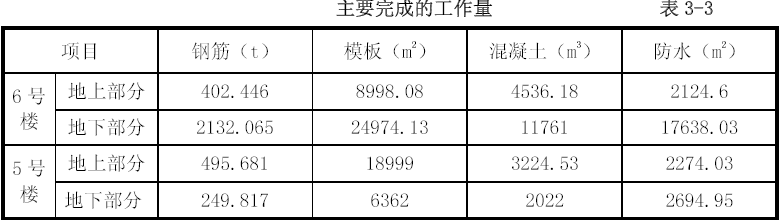 主要完成的工作量 表 3-3
项目 钢筋（t） 模板（m²） 混凝土（m³） 防水（m²）
6 号楼 地上部分 402.446 8998.08 4536.18 2124.6
地下部分 2132.065 24974.13 11761 17638.03
5 号楼 地上部分 495.681 18999 3224.53 2274.03
地下部分 249.817 6362 2022 2694.95